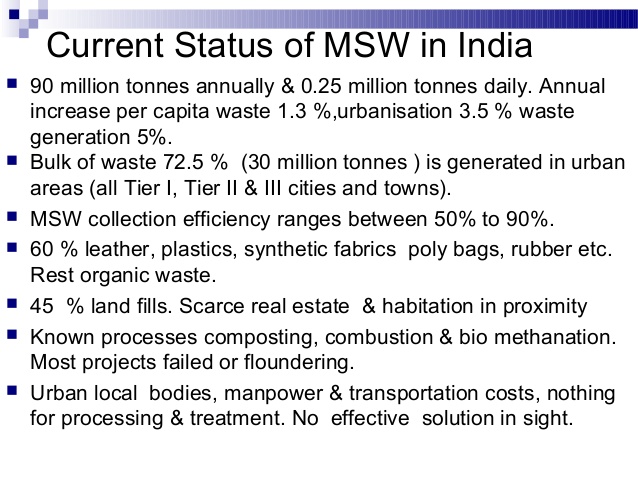 Current Status of MSW in India
90 million tonnes annually & 0.25 million tonnes daily. Annual
increase per capita waste 1.3 %,urbanisation 3.5 % waste
generation 5%.
Bulk of waste 72.5 %  (30 million tonnes ) is generated in urban
areas (all Tier I, Tier II & III cities and towns).
MSW collection efficiency ranges between 50% to 90%.
60 % leather, plastics, synthetic fabrics  poly bags, rubber etc.
Rest organic waste.
45  % land fills. Scarce real estate  & habitation in proximity
Known processes composting, combustion & bio methanation.
Most projects failed or floundering.
Urban local  bodies, manpower & transportation costs, nothing
for processing & treatment. No  effective  solution in sight.